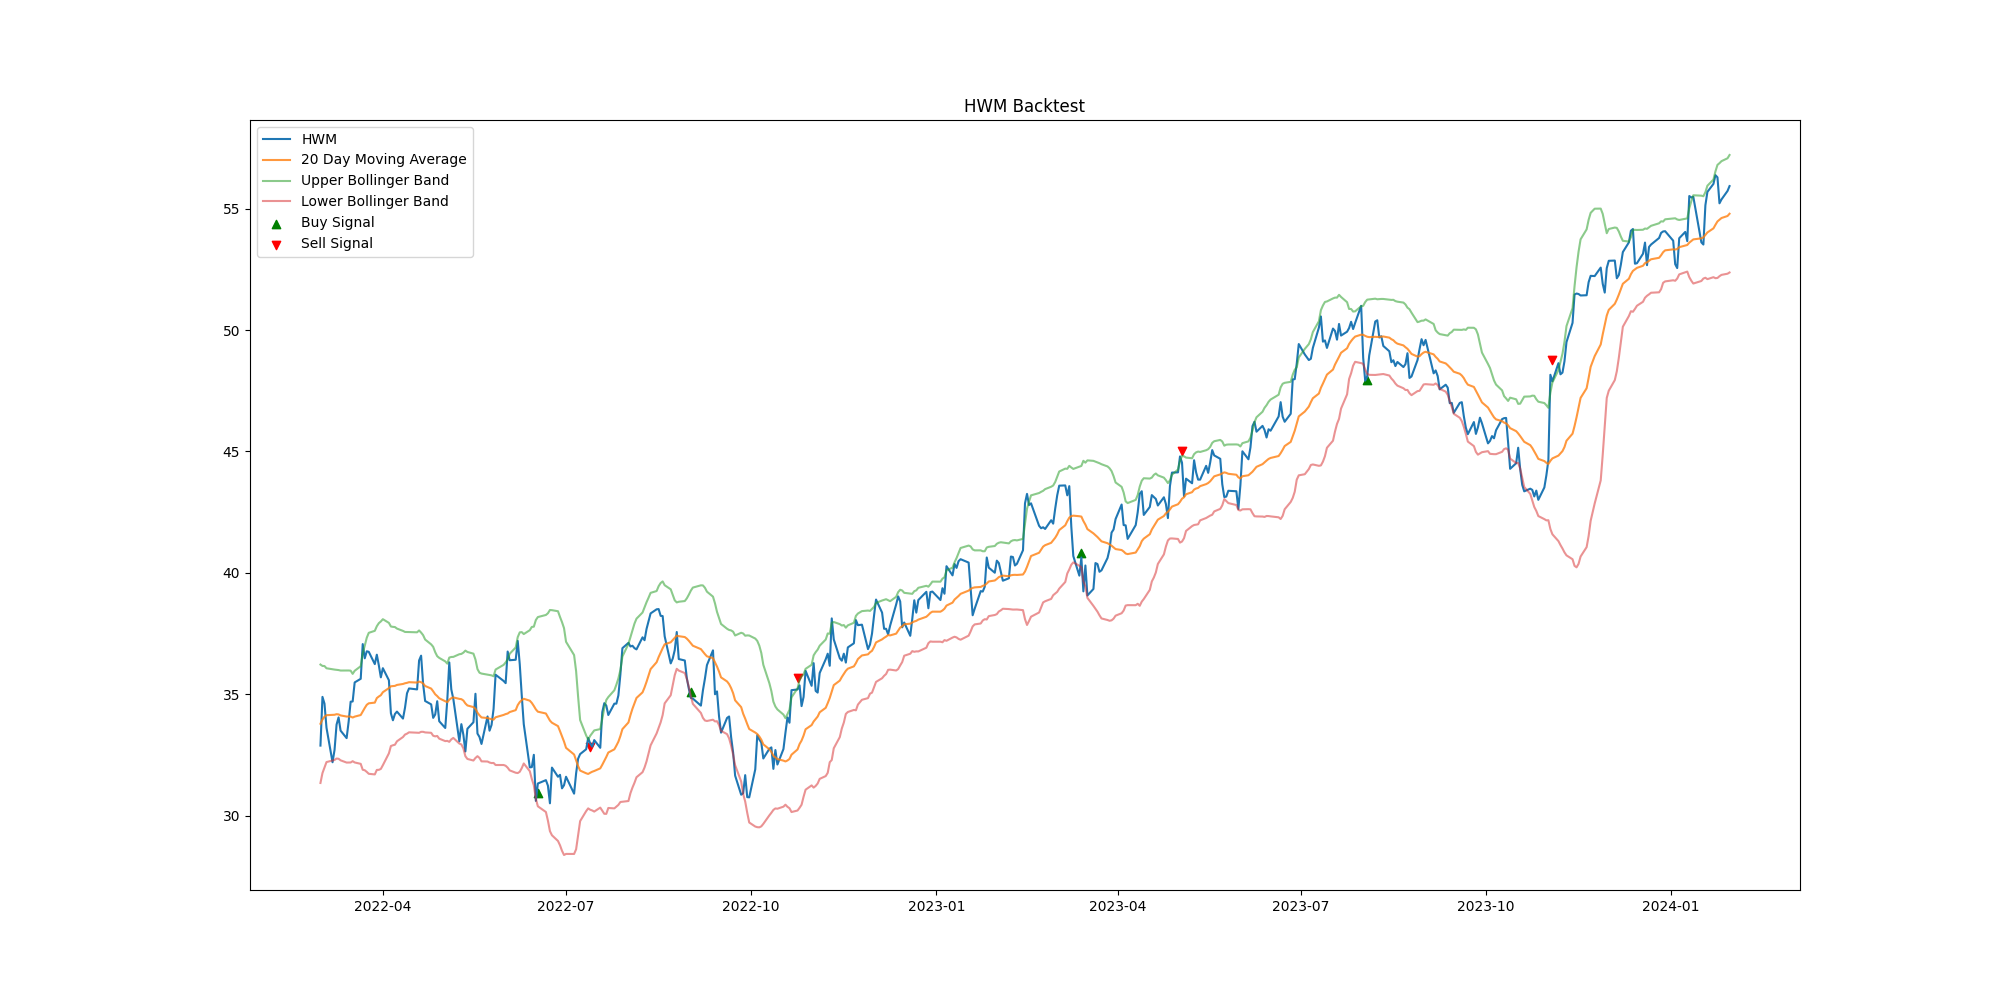 HWM Backtest
HWM
20 Day Moving Average
Upper Bollinger Band
Lower Bollinger Band
Buy Signal
Sell Signal
55
50
45
40
35
30
2022-04
2022-07
2022-10
2023-01
2023-04
2023-07
2023-10
2024-01